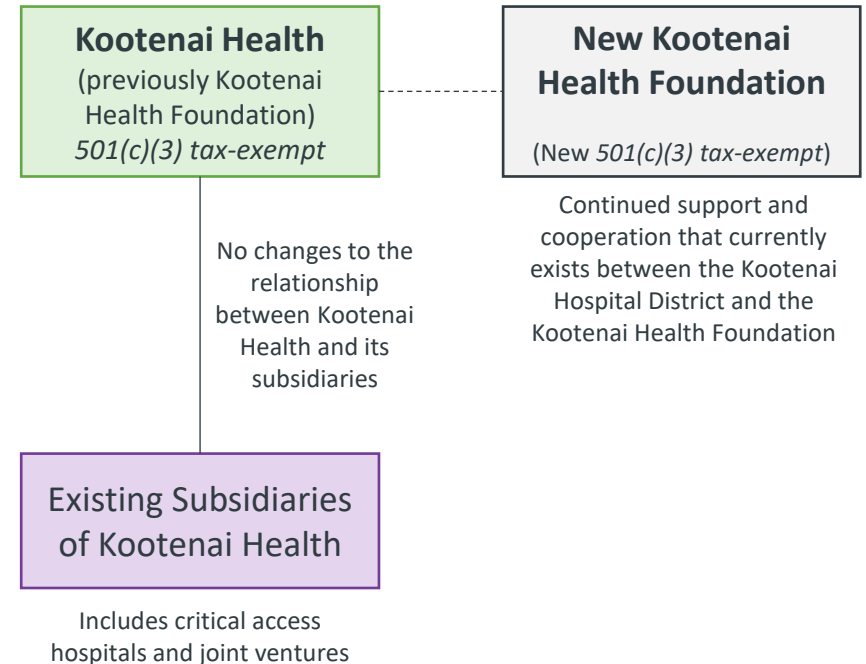 Kootenai Health
(previously Kootenai
Health Foundation)
501(c)(3) tax-exempt
New Kootenai
Health Foundation
(New 501(c)(3) tax-exempt)
Continued support and
cooperation that currently
exists between the Kootenai
Hospital District and the
Kootenai Health Foundation
No changes to the
relationship
between Kootenai
Health and its
subsidiaries
Existing Subsidiaries
of Kootenai Health
Includes critical access
hospitals and joint ventures